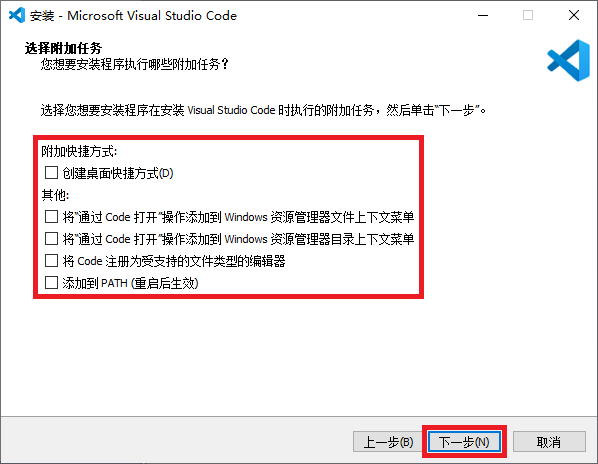 安装 - Microsoft Visual Studio Code
选择附加任务
您想要安装程序执行哪些附加任务？
选择您想要安装程序在安装 Visual Studio Code 时执行的附加任务，然后单击“下一步”。
附加快捷方式:
创建桌面快捷方式(D)
其他:
将“通过 Code 打开”操作添加到 Windows 资源管理器文件上下文菜单
将“通过 Code 打开”操作添加到 Windows 资源管理器目录上下文菜单
将 Code 注册为受支持的文件类型的编辑器
添加到 PATH (重启后生效)
上一步(B) 下一步(N) 取消